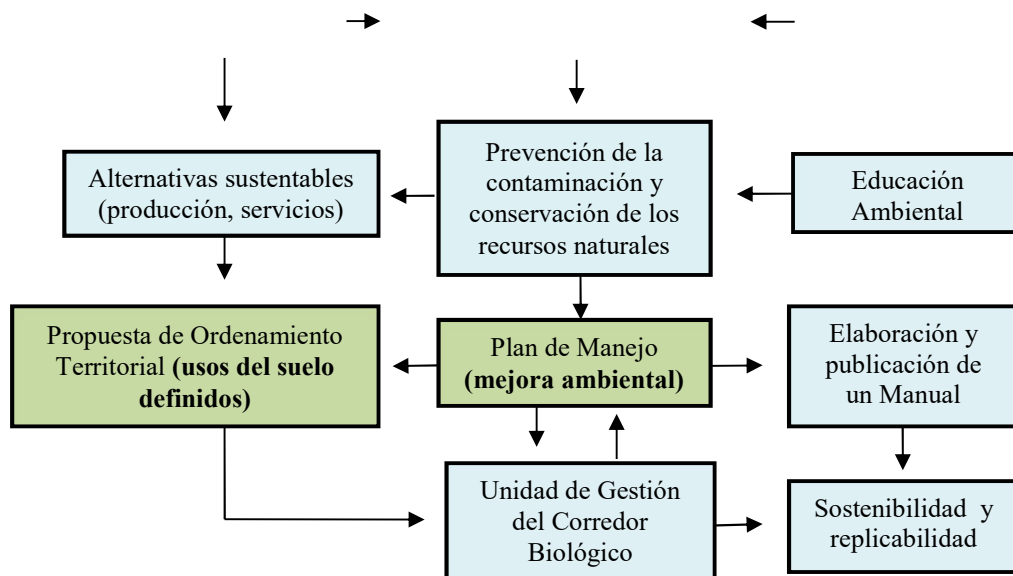 Prevención de la
contaminación y
conservación de los
recursos naturales
Alternativas sustentables
(producción, servicios)
Educación
Ambiental
Propuesta de Ordenamiento
Territorial (usos del suelo
definidos)
Plan de Manejo
(mejora ambiental)
Elaboración y
publicación de
un Manual
Unidad de Gestión
del Corredor
Biológico
Sostenibilidad y
replicabilidad